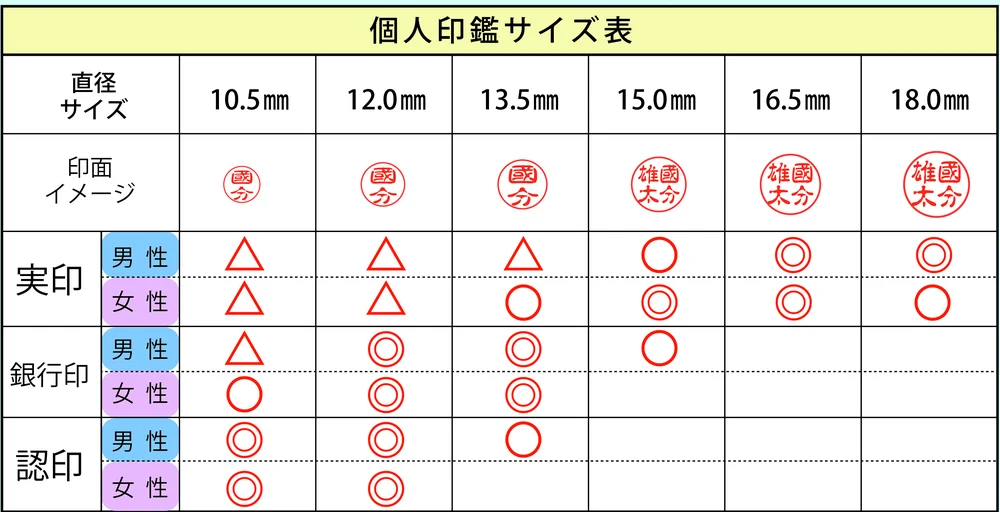 個人印鑑サイズ表
直径
サイズ
10.5㎜ 12.0㎜ 13.5㎜ 15.0㎜ 16.5㎜ 18.0㎜
印面
イメージ
國分 國分 國分 國分雄太 國分雄太 國分雄太
実印
男性 △ △ △ ○ ◎ ◎
女性 △ △ ○ ◎ ◎ ○
銀行印
男性 △ ◎ ◎ ○
女性 ○ ◎ ◎
認印
男性 ◎ ◎ ○
女性 ◎ ◎